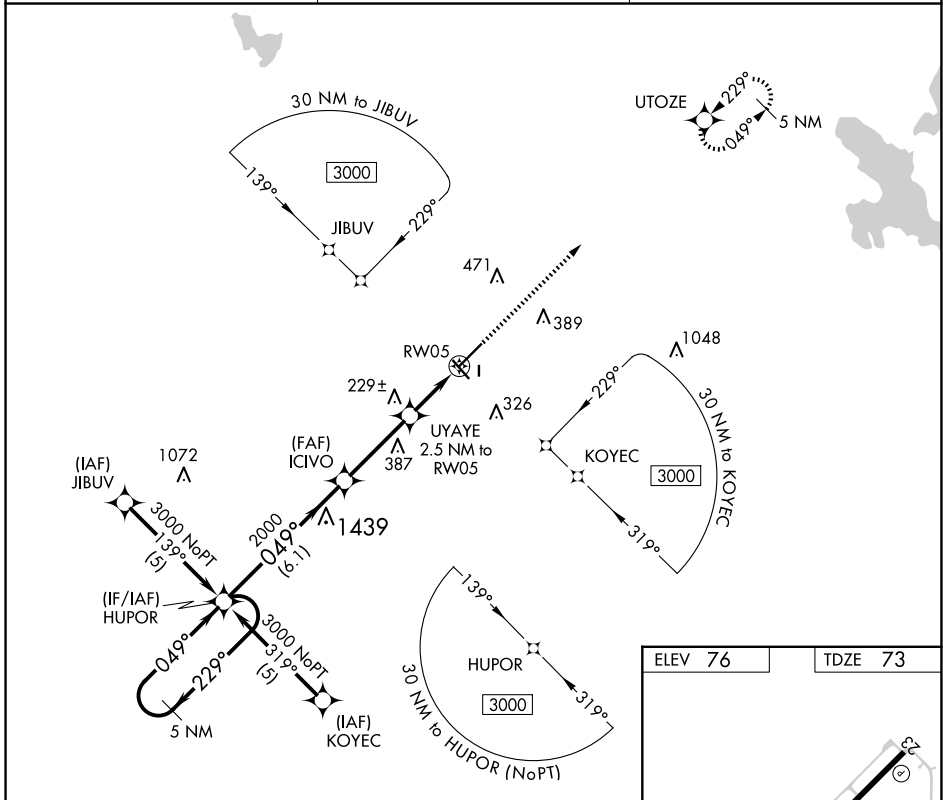 30 NM to JIBUV
3000
139°
229°
JIBUV
UTOZE
229°
049°
5 NM
471
389
RW05
1048
229±
326
UYAYE
2.5 NM to
RW05
387
(FAF)
ICIVO
229°
30 NM to KOYEC
KOYEC
3000
319°
1072
(IAF)
JIBUV
3000 NoPT
139°
(5)
2000
049°
(6.1)
1439
(IF/IAF)
HUPOR
3000 NoPT
319°
(5)
049°
229°
5 NM
(IAF)
KOYEC
139°
HUPOR
3000
319°
30 NM to HUPOR (NoPT)
ELEV 76
TDZE 73
23
P